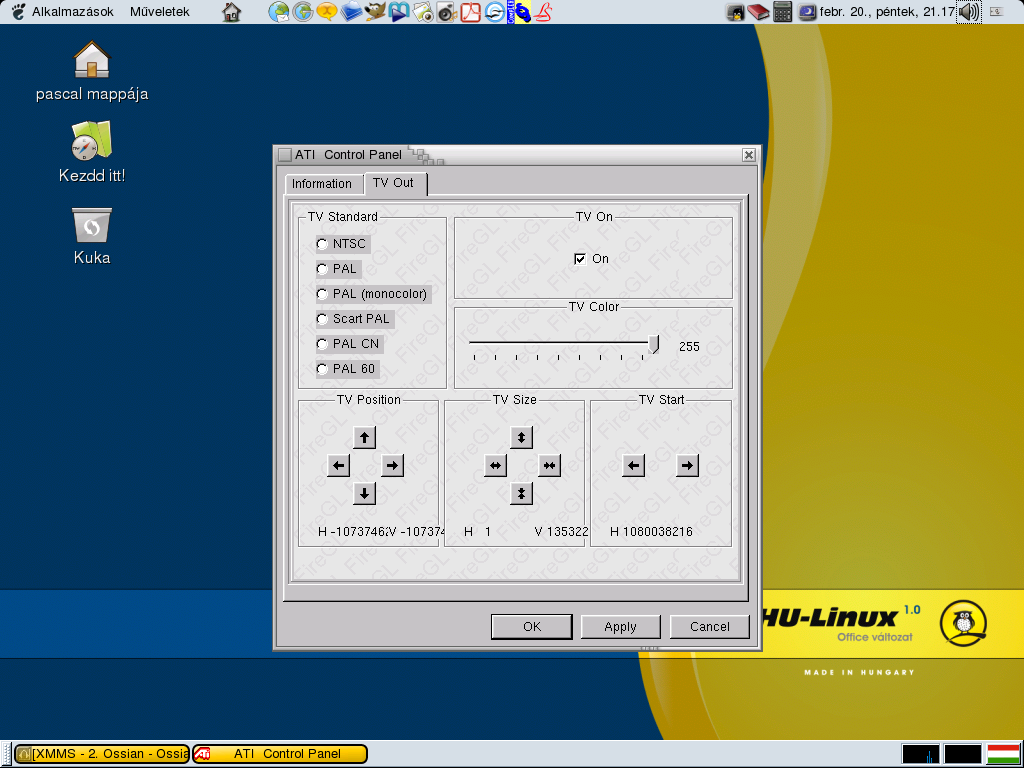 Alkalmazások Műveletek febr. 20., péntek, 21.17
pascal mappája
Kezdd itt!
Kuka
ATI Control Panel
Information TV Out
TV Standard
NTSC
PAL
PAL (monocolor)
Scart PAL
PAL CN
PAL 60
TV On
On
TV Color
255
TV Position
H -1073746 V -10737
TV Size
H 1 V 135322
TV Start
H 1080038216
OK Apply Cancel
HU-Linux 1.0
Office változat
MADE IN HUNGARY
[XMMS - 2. Ossian - Ossia
ATI ATI Control Panel